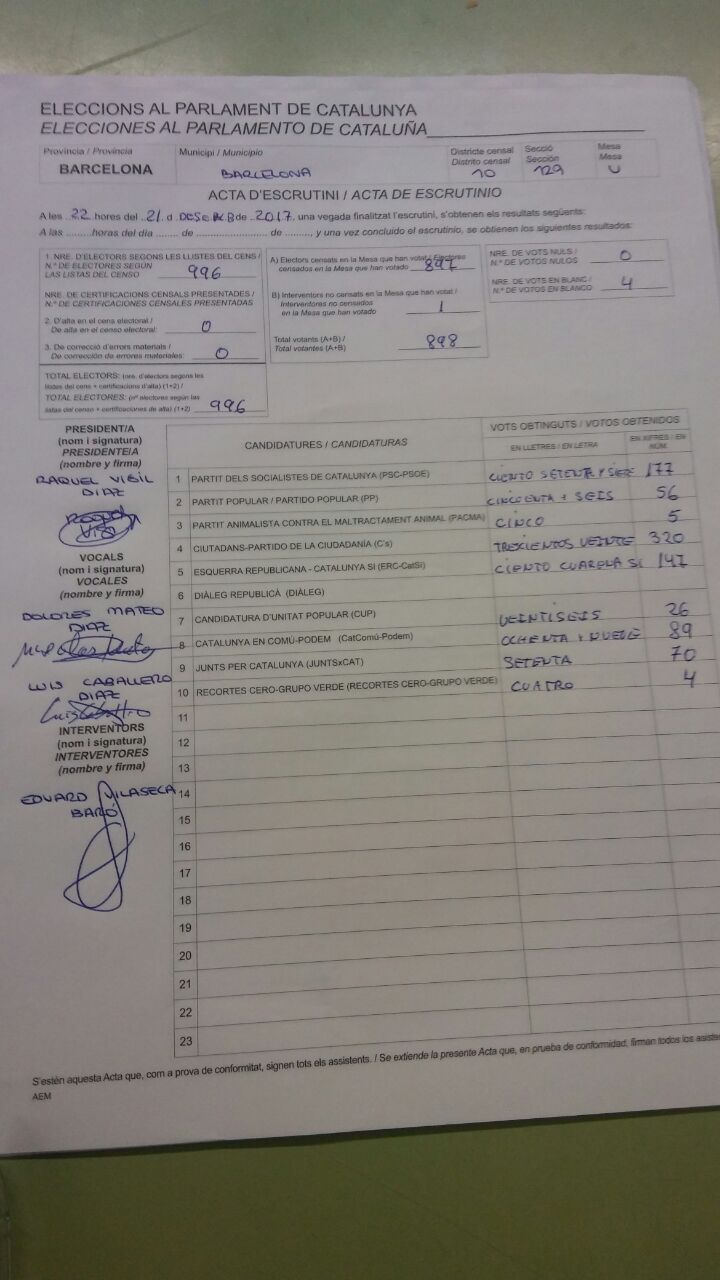 ELECCIONS AL PARLAMENT DE CATALUNYA
ELECCIONES AL PARLAMENTO DE CATALUÑA
Provincia / Provincia
BARCELONA
Municipi / Municipio
BARCELONA
Districte censal
Distrito censal
10
Secció
Sección
129
Mesa
Mesa
U
ACTA D'ESCRUTINI / ACTA DE ESCRUTINIO
A les 22 hores del 21 d DESEMBde 2017, una vegada finalitzat l'escrutini, s'obtenen els resultats següents:
A las ........horas del día ........ de ............................ de .........., y una vez concluido el escrutinio, se obtienen los siguientes resultados:
1. NRE. D'ELECTORS SEGONS LES LLISTES DEL CENS /
N.º DE ELECTORES SEGÚN
LAS LISTAS DEL CENSO
996
NRE. DE CERTIFICACIONS CENSALS PRESENTADES /
N.º DE CERTIFICACIONES CENSALES PRESENTADAS
2. D'alta en el cens electoral /
De alta en el censo electoral:
0
3. De correcció d'errors materials /
De corrección de errores materiales:
0
TOTAL ELECTORS: (nre. d'electors segons les
llistes del cens + certificacions d'alta) (1+2) /
TOTAL ELECTORES: (nº electores según las
listas del censo + certificaciones de alta) (1+2)
996
A) Electors censats en la Mesa que han votat / Electores
censados en la Mesa que han votado
897
B) Interventors no censats en la Mesa que han votat /
Interventores no censados
en la Mesa que han votado
1
Total votants (A+B) /
Total votantes (A+B)
898
NRE. DE VOTS NULS /
N.º DE VOTOS NULOS
0
NRE. DE VOTS EN BLANC /
N.º DE VOTOS EN BLANCO
4
PRESIDENT/A
(nom i signatura)
PRESIDENTE/A
(nombre y firma)
RAQUEL VIGIL
DIAZ
VOCALS
(nom i signatura)
VOCALES
(nombre y firma)
DOLORES MATEO
DIAZ
LUIS CABALLERO
DIAZ
INTERVENTORS
(nom i signatura)
INTERVENTORES
(nombre y firma)
EDUARD VILASECA
BARÓ
CANDIDATURES / CANDIDATURAS
VOTS OBTINGUTS / VOTOS OBTENIDOS
EN LLETRES / EN LETRA
EN XIFRES / EN NÚM.
1 PARTIT DELS SOCIALISTES DE CATALUNYA (PSC-PSOE) CIENTO SETENTA Y SIETE 177
2 PARTIT POPULAR / PARTIDO POPULAR (PP) CINCUENTA Y SEIS 56
3 PARTIT ANIMALISTA CONTRA EL MALTRACTAMENT ANIMAL (PACMA) CINCO 5
4 CIUTADANS-PARTIDO DE LA CIUDADANÍA (C's) TRESCIENTOS VEINTE 320
5 ESQUERRA REPUBLICANA - CATALUNYA SÍ (ERC-CatSí) CIENTO 147
6 DIÀLEG REPUBLICÀ (DIÀLEG)
7 CANDIDATURA D'UNITAT POPULAR (CUP) VEINTISEIS 26
8 CATALUNYA EN COMÚ-PODEM (CatComú-Podem) OCHENTA Y NUEVE 89
9 JUNTS PER CATALUNYA (JUNTSxCAT) SETENTA 70
10 RECORTES CERO-GRUPO VERDE (RECORTES CERO-GRUPO VERDE) CUATRO 4
11
12
13
14
15
16
17
18
19
20
21
22
23
S'estén aquesta Acta que, com a prova de conformitat, signen tots els assistents. / Se extiende la presente Acta que, en prueba de conformidad, firman todos los
AEM